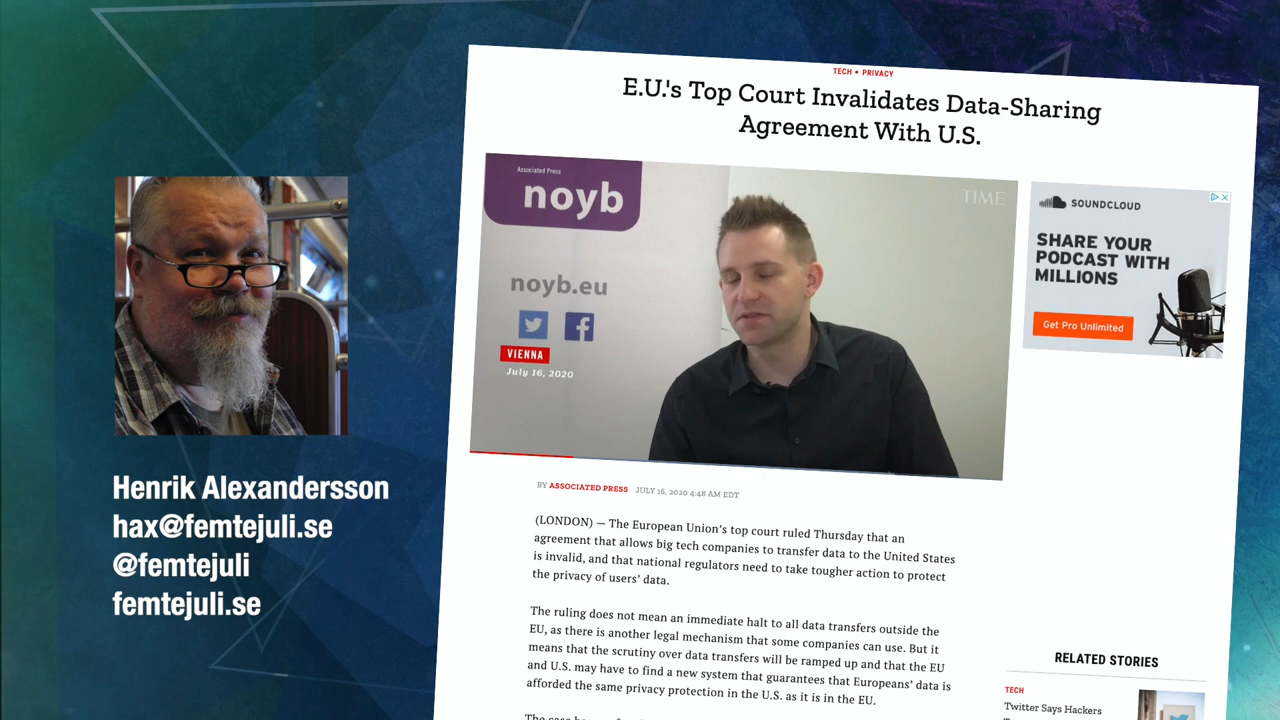 Henrik Alexandersson
hax@femtejuli.se
@femtejuli
femtejuli.se
TECH • PRIVACY
E.U.'s Top Court Invalidates Data-Sharing
Agreement With U.S.
Associated Press
noyb
noyb.eu
VIENNA
July 16, 2020
TIME
SOUNDCLOUD
SHARE YOUR
PODCAST WITH
MILLIONS
Get Pro Unlimited
BY ASSOCIATED PRESS JULY 16, 2020 4:48 AM EDT
(LONDON) — The European Union's top court ruled Thursday that an
agreement that allows big tech companies to transfer data to the United States
is invalid, and that national regulators need to take tougher action to protect
the privacy of users' data.
The ruling does not mean an immediate halt to all data transfers outside the
EU, as there is another legal mechanism that some companies can use. But it
means that the scrutiny over data transfers will be ramped up and that the EU
and U.S. may have to find a new system that guarantees that Europeans' data is
afforded the same privacy protection in the U.S. as it is in the EU.
RELATED STORIES
TECH
Twitter Says Hackers